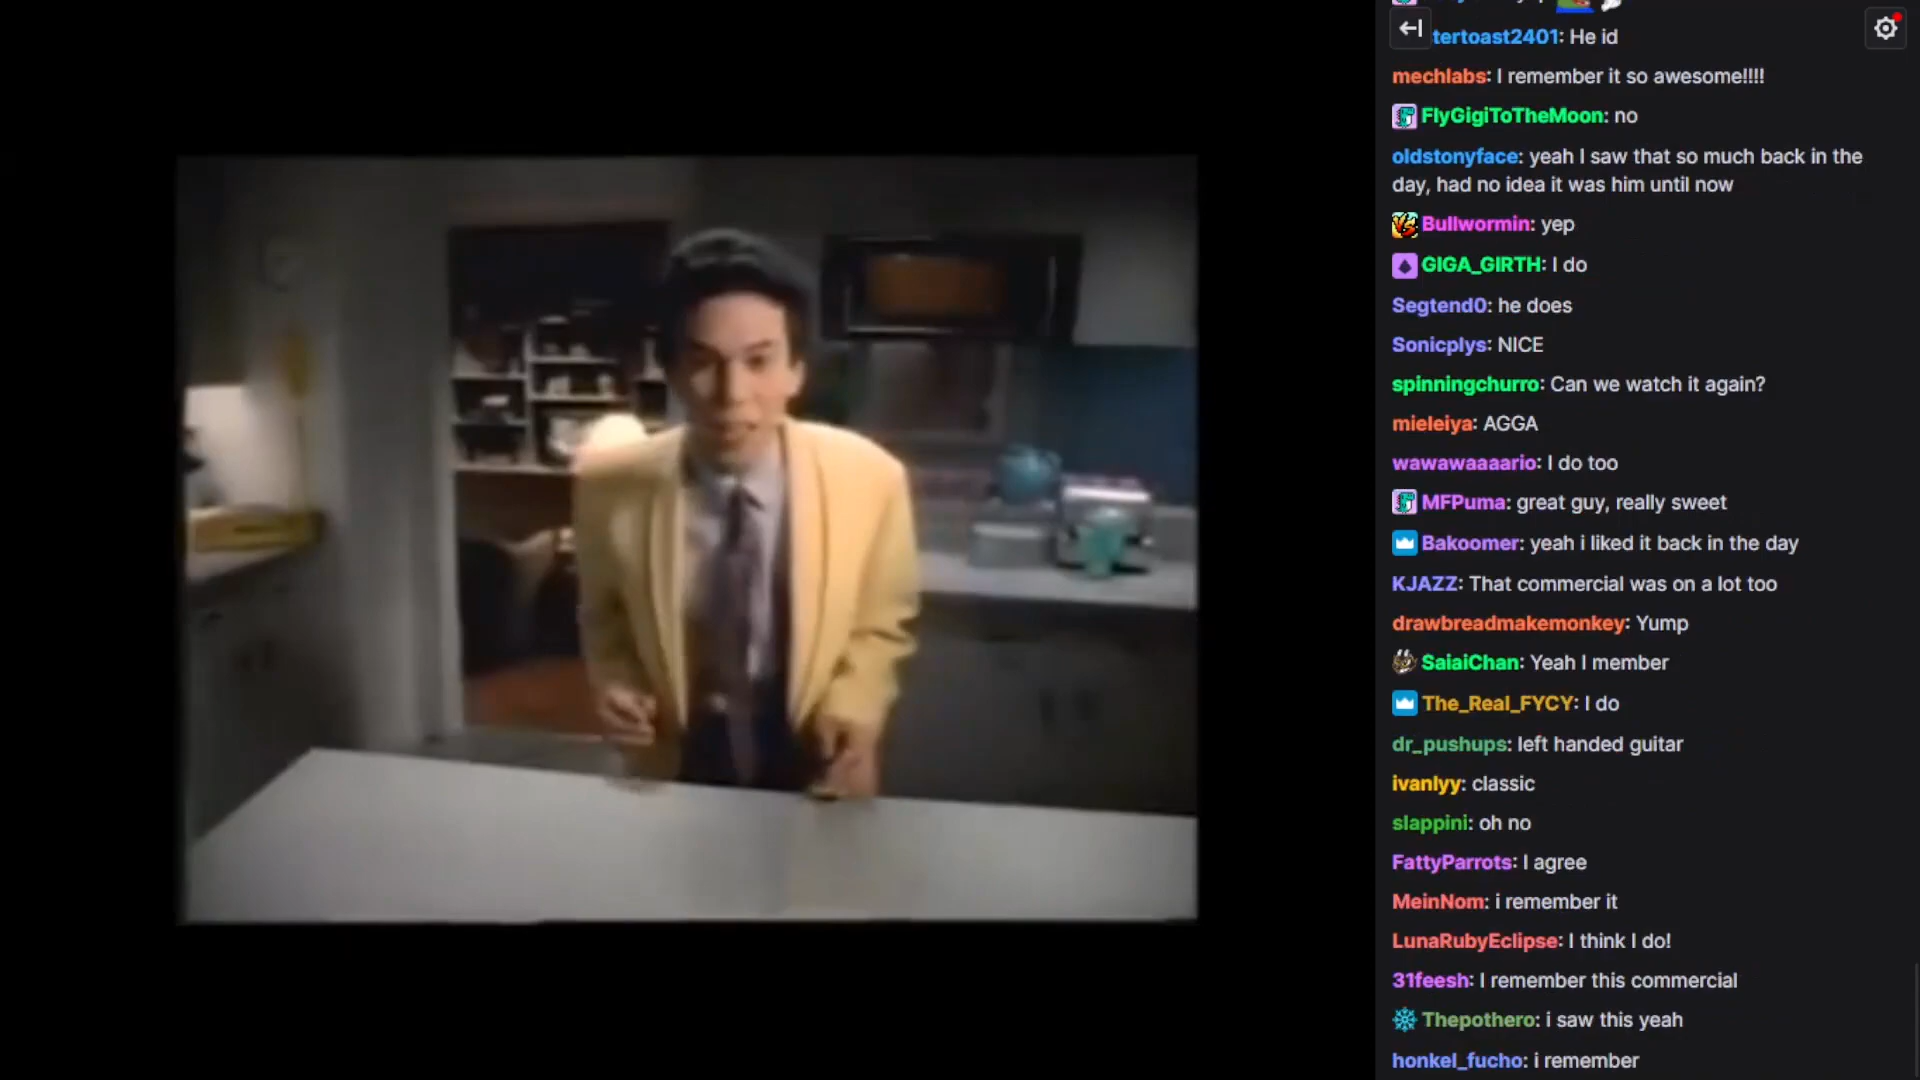 tertoast2401: He id
mechlabs: I remember it so awesome!!!!
FlyGigiToTheMoon: no
oldstonyface: yeah I saw that so much back in the
day, had no idea it was him until now
Bullwormin: yep
GIGA_GIRTH: I do
Segtend0: he does
Sonicplys: NICE
spinningchurro: Can we watch it again?
mieleiya: AGGA
wawawaaaario: I do too
MFPuma: great guy, really sweet
Bakoomer: yeah i liked it back in the day
KJAZZ: That commercial was on a lot too
drawbreadmakemonkey: Yump
SaiaiChan: Yeah I member
The_Real_FYCY: I do
dr_pushups: left handed guitar
ivanlyy: classic
slappini: oh no
FattyParrots: I agree
MeinNom: i remember it
LunaRubyEclipse: I think I do!
31feesh: I remember this commercial
Thepothero: i saw this yeah
honkel_fucho: i remember